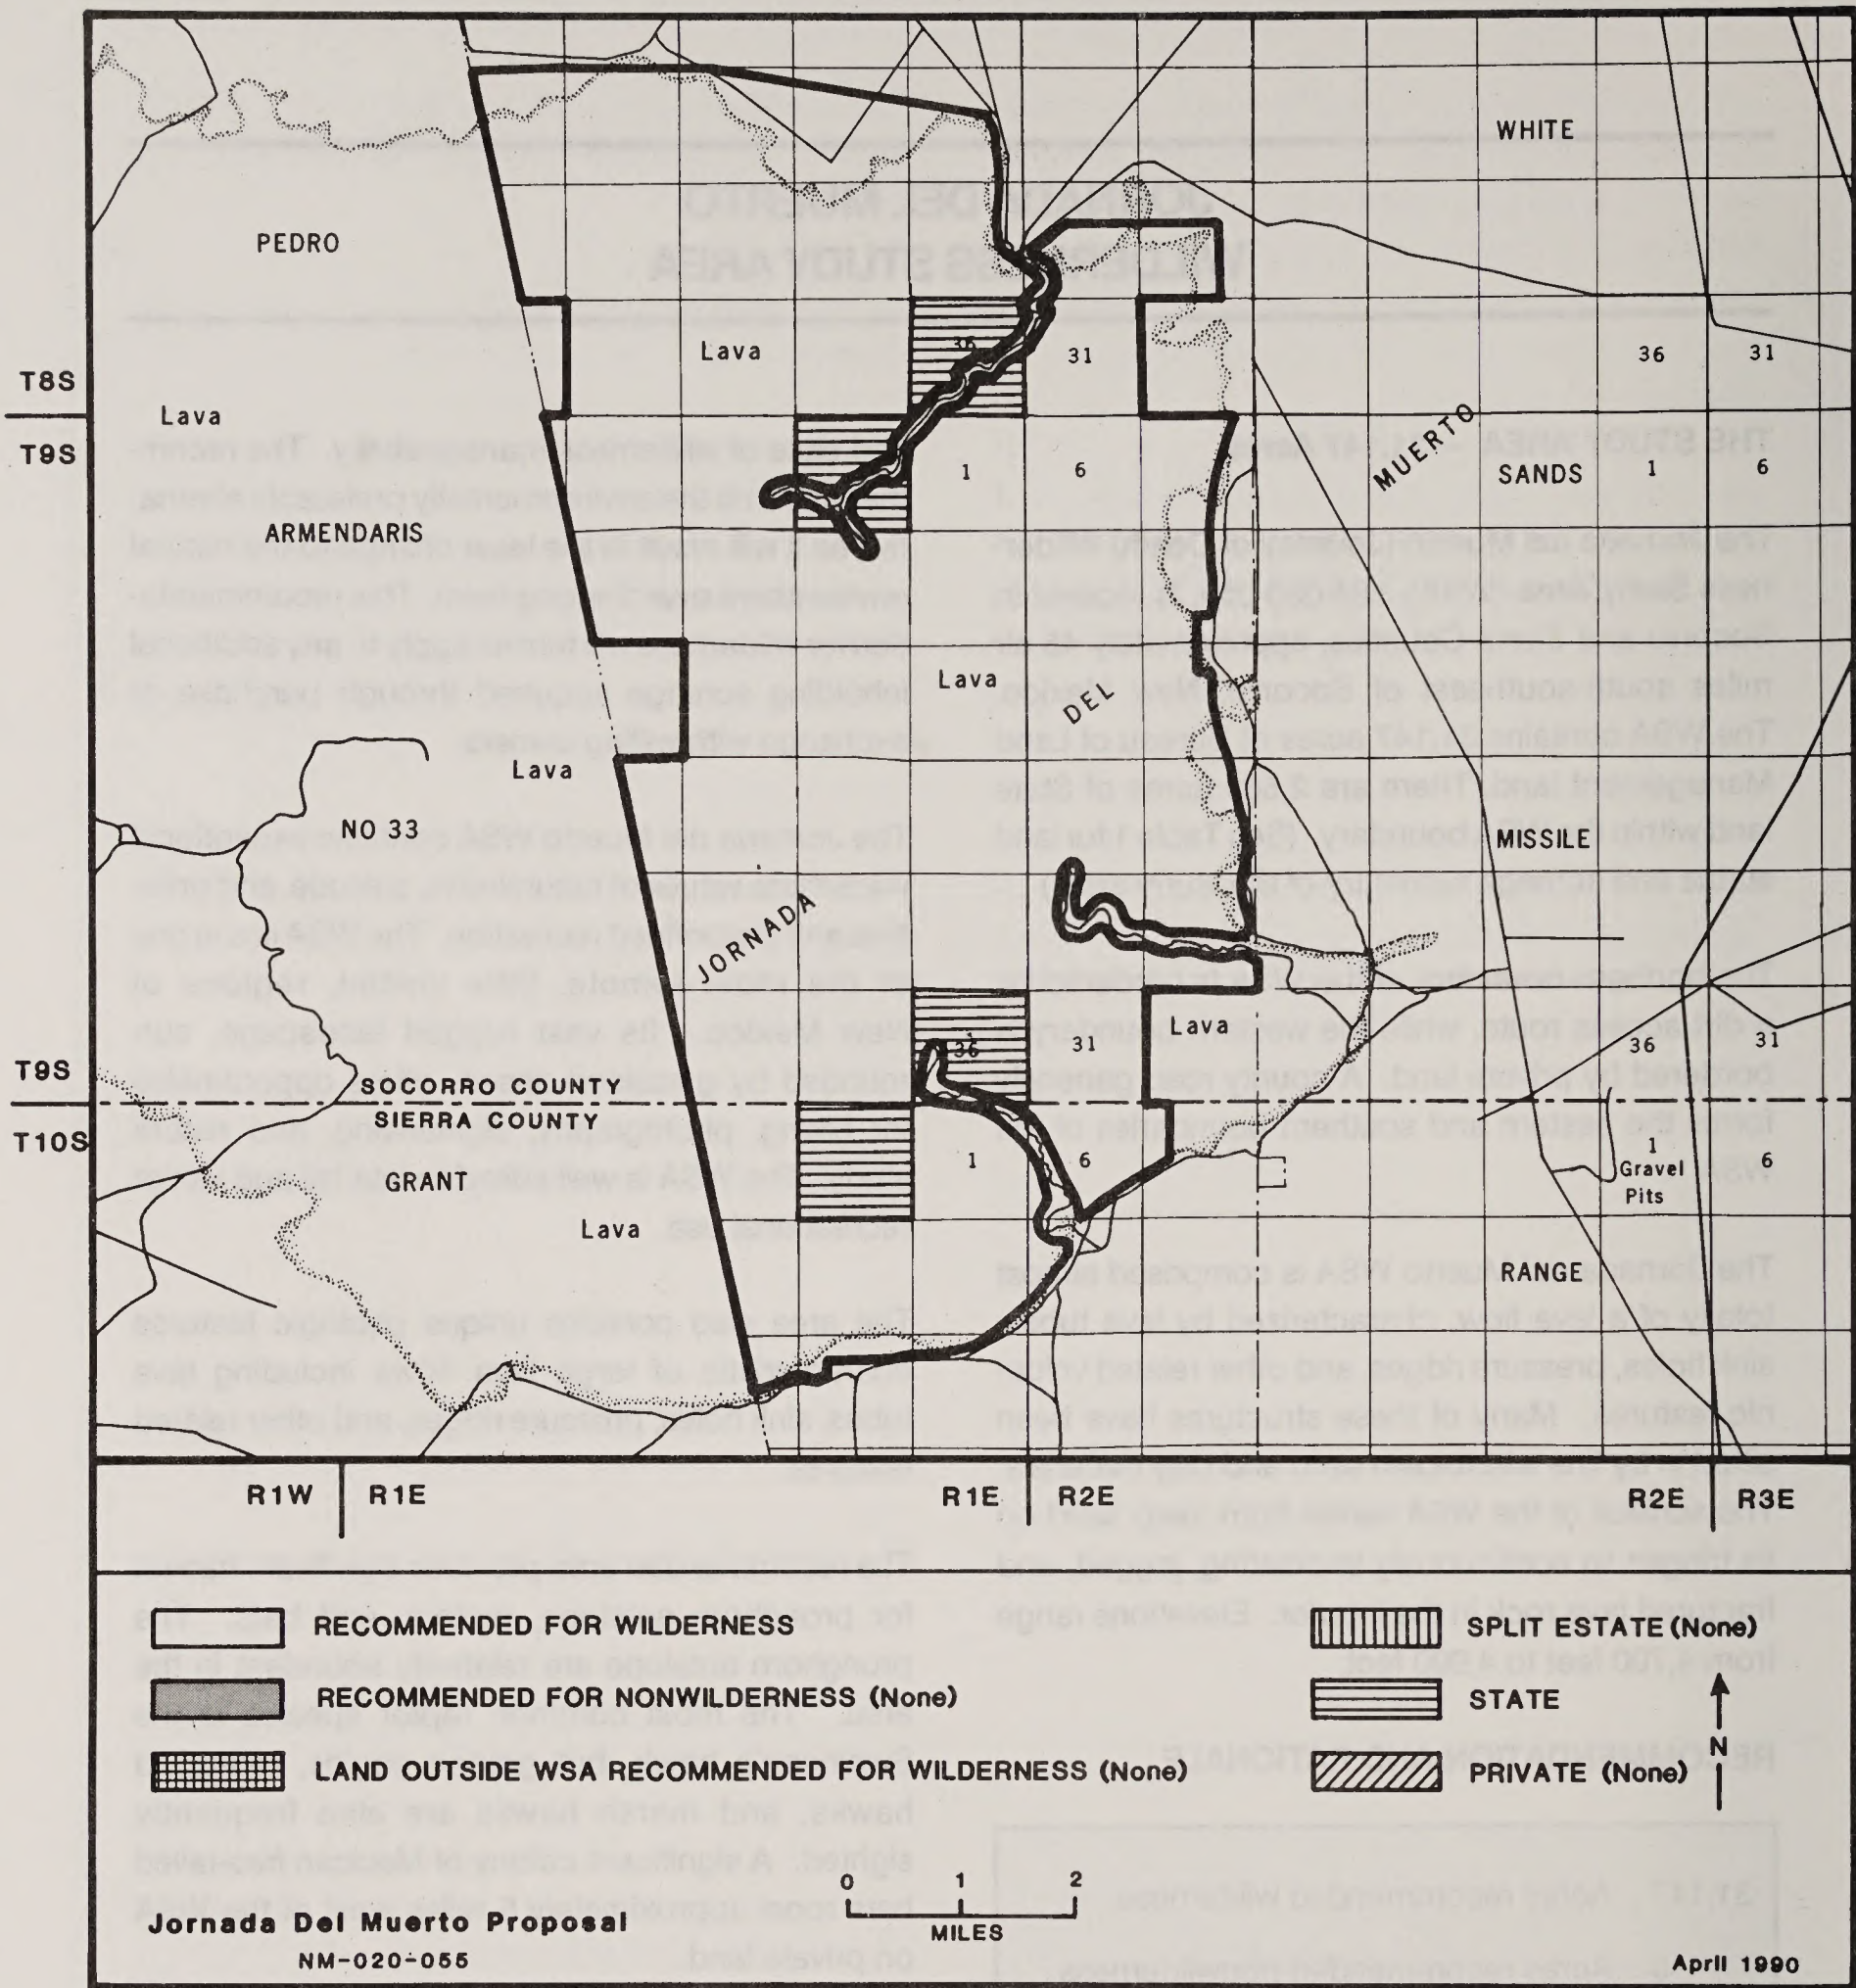 WHITE
PEDRO
Lava
36
31
36
31
T8S
Lava
MUERTO
T9S
1
6
SANDS
1
6
ARMENDARIS
Lava
DEL
Lava
NO 33
MISSILE
JORNADA
Lava
36
31
36
31
T9S
SOCORRO COUNTY
SIERRA COUNTY
T10S
1
6
1
6
GRANT
Gravel
Pits
Lava
RANGE
R1W
R1E
R1E
R2E
R2E
R3E
RECOMMENDED FOR WILDERNESS
SPLIT ESTATE (None)
RECOMMENDED FOR NONWILDERNESS (None)
STATE
LAND OUTSIDE WSA RECOMMENDED FOR WILDERNESS (None)
PRIVATE (None)
N
0 1 2
MILES
Jornada Del Muerto Proposal
NM-020-055
April 1990